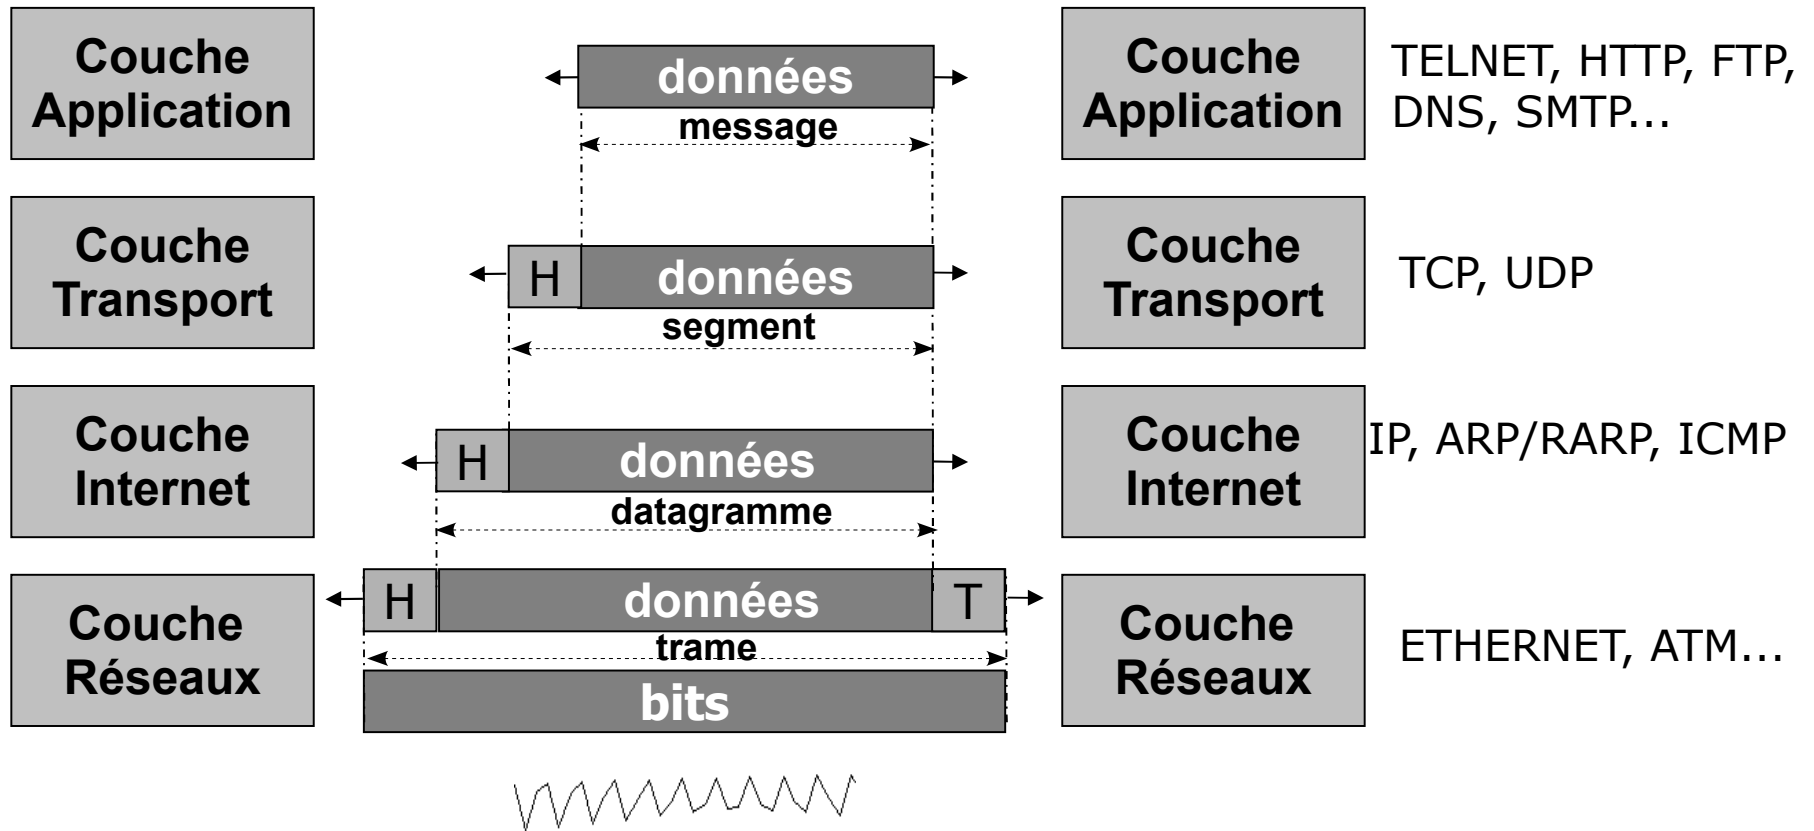 Couche
Application
données
message
Couche
Application
TELNET, HTTP, FTP,
DNS, SMTP...
Couche
Transport
H
données
segment
Couche
Transport
TCP, UDP
Couche
Internet
H
données
datagramme
Couche
Internet
IP, ARP/RARP, ICMP
Couche
Réseaux
H
données
T
trame
bits
Couche
Réseaux
ETHERNET, ATM...